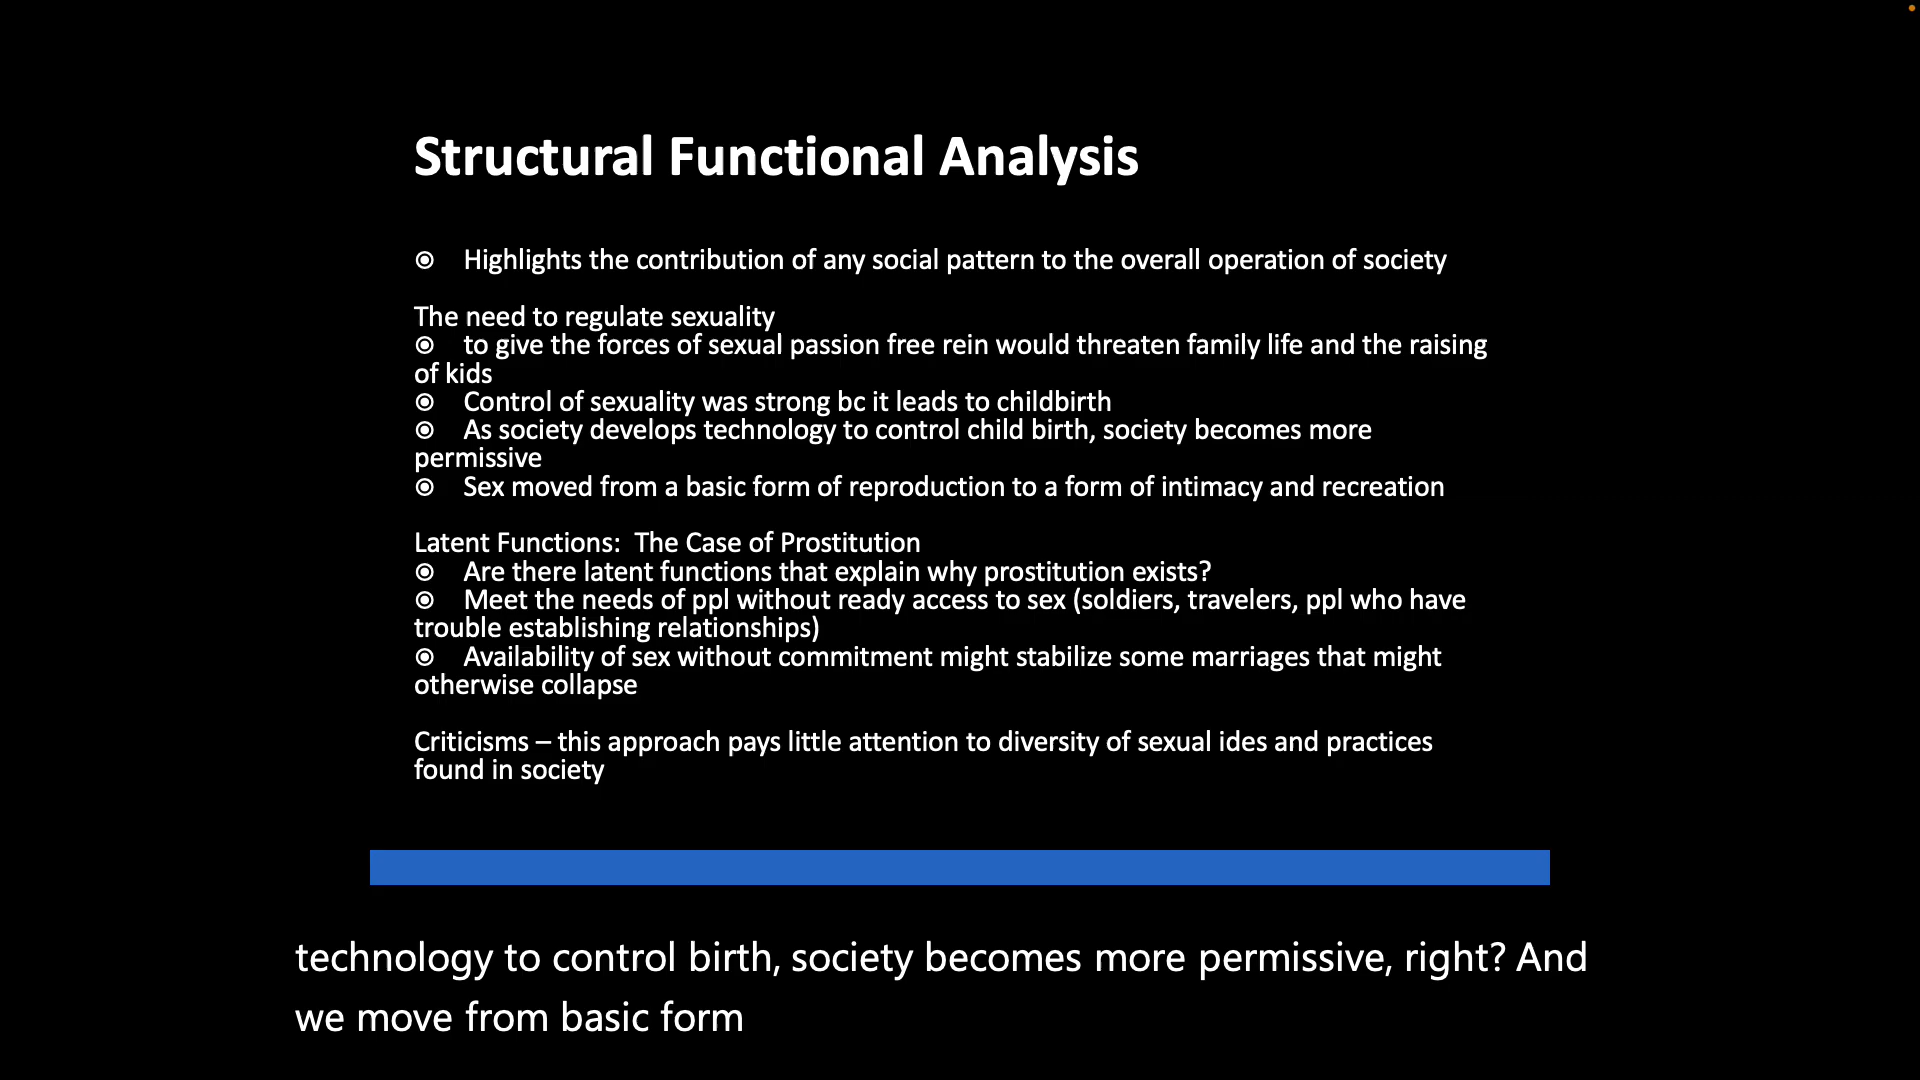 Structural Functional Analysis
◉ Highlights the contribution of any social pattern to the overall operation of society
The need to regulate sexuality
◉ to give the forces of sexual passion free rein would threaten family life and the raising
of kids
◉ Control of sexuality was strong bc it leads to childbirth
◉ As society develops technology to control child birth, society becomes more
permissive
◉ Sex moved from a basic form of reproduction to a form of intimacy and recreation
Latent Functions:  The Case of Prostitution
◉ Are there latent functions that explain why prostitution exists?
◉ Meet the needs of ppl without ready access to sex (soldiers, travelers, ppl who have
trouble establishing relationships)
◉ Availability of sex without commitment might stabilize some marriages that might
otherwise collapse
Criticisms – this approach pays little attention to diversity of sexual ides and practices
found in society
technology to control birth, society becomes more permissive, right? And
we move from basic form